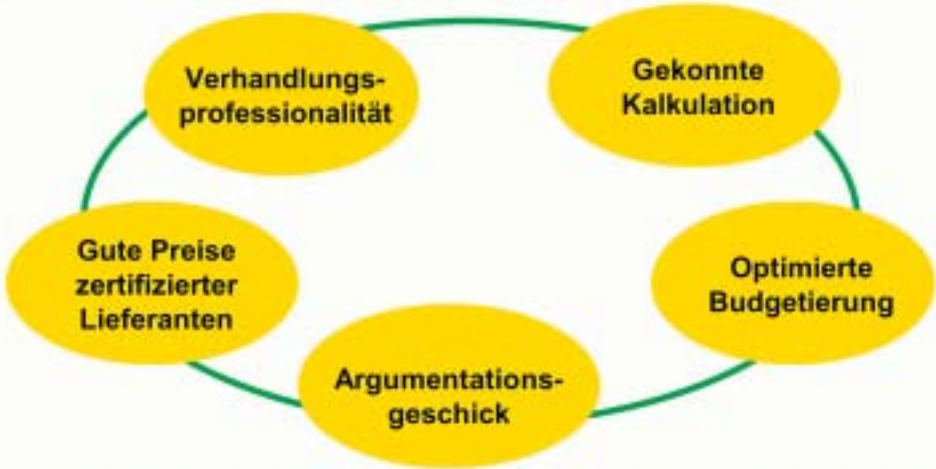 Verhandlungs-
professionalität
Gekonnte
Kalkulation
Gute Preise
zertifizierter
Lieferanten
Optimierte
Budgetierung
Argumentations-
geschick